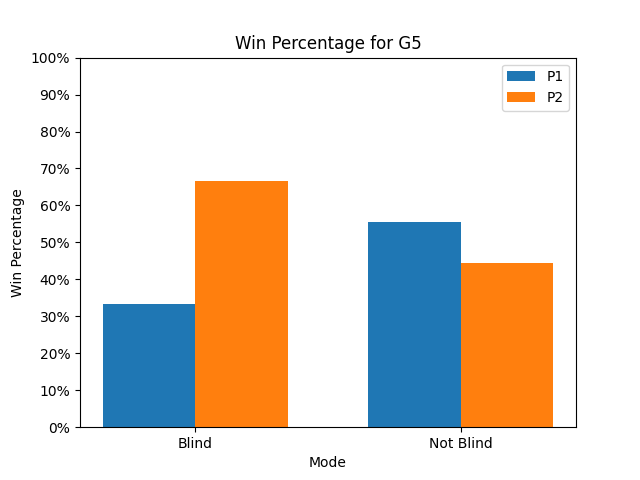 Win Percentage for G5
P1
P2
100%
90%
80%
70%
60%
50%
40%
30%
20%
10%
0%
Win Percentage
Blind
Not Blind
Mode